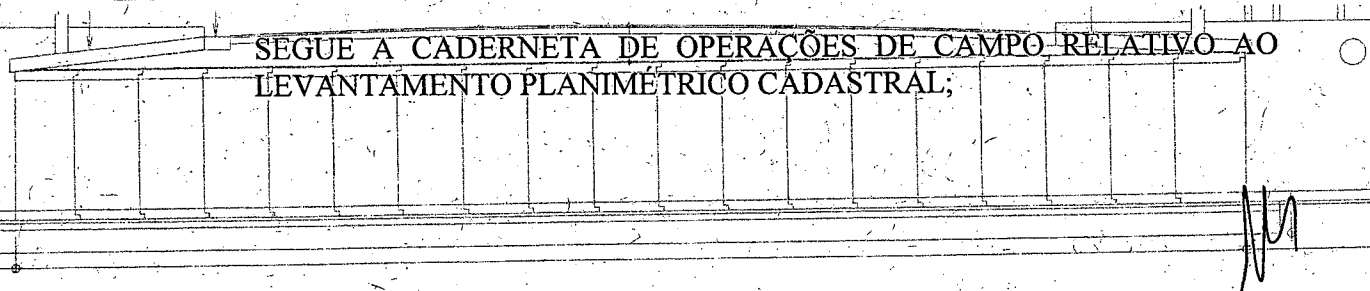 SEGUE A CADERNETA DE OPERAÇÕES DE CAMPO RELATIVO AO
LEVANTAMENTO PLANIMÉTRICO CADASTRAL;